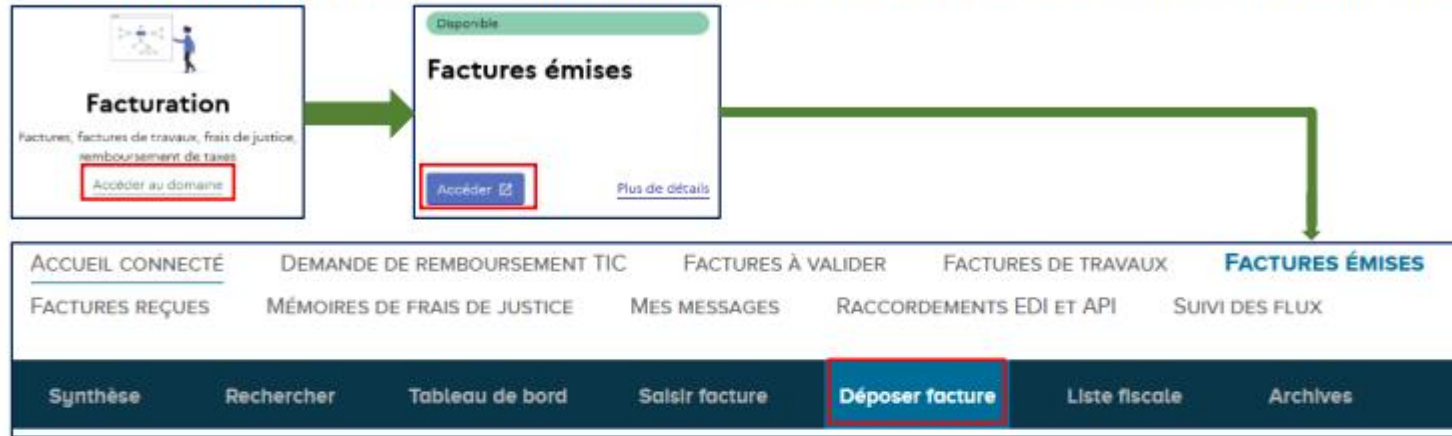 Facturation
Factures, factures de travaux, frais de justice,
remboursement de taxes
Accéder au domaine
Disponible
Factures émises
Accéder
Plus de détails
ACCUEIL CONNECTÉ DEMANDE DE REMBOURSEMENT TIC FACTURES À VALIDER FACTURES DE TRAVAUX FACTURES ÉMISES
FACTURES REÇUES MÉMOIRES DE FRAIS DE JUSTICE MES MESSAGES RACCORDEMENTS EDI ET API SUIVI DES FLUX
Synthèse Rechercher Tableau de bord Saisir facture Déposer facture Liste fiscale Archives